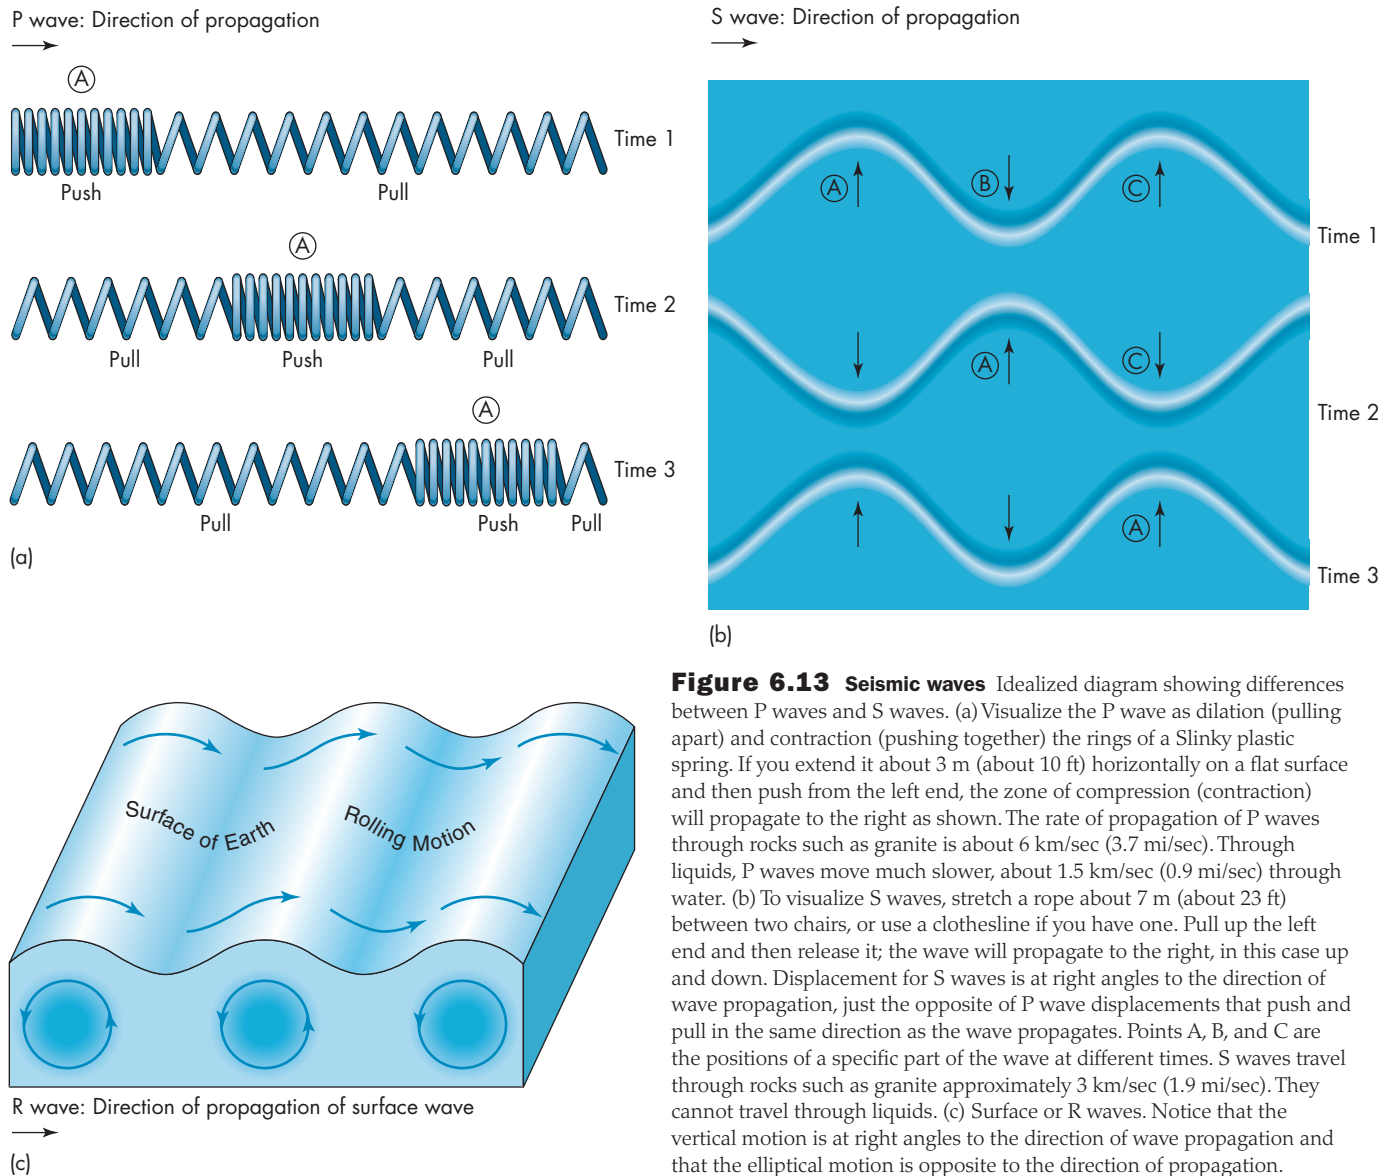 P wave: Direction of propagation
A
Time 1
Push Pull
A
Time 2
Pull Push Pull
A
Time 3
Pull Push Pull
(a)
S wave: Direction of propagation
A B C
Time 1
A C
Time 2
A
Time 3
(b)
Surface of Earth
Rolling Motion
R wave: Direction of propagation of surface wave
(c)
Figure 6.13 Seismic waves Idealized diagram showing differences
between P waves and S waves. (a) Visualize the P wave as dilation (pulling
apart) and contraction (pushing together) the rings of a Slinky plastic
spring. If you extend it about 3 m (about 10 ft) horizontally on a flat surface
and then push from the left end, the zone of compression (contraction)
will propagate to the right as shown. The rate of propagation of P waves
through rocks such as granite is about 6 km/sec (3.7 mi/sec). Through
liquids, P waves move much slower, about 1.5 km/sec (0.9 mi/sec) through
water. (b) To visualize S waves, stretch a rope about 7 m (about 23 ft)
between two chairs, or use a clothesline if you have one. Pull up the left
end and then release it; the wave will propagate to the right, in this case up
and down. Displacement for S waves is at right angles to the direction of
wave propagation, just the opposite of P wave displacements that push and
pull in the same direction as the wave propagates. Points A, B, and C are
the positions of a specific part of the wave at different times. S waves travel
through rocks such as granite approximately 3 km/sec (1.9 mi/sec). They
cannot travel through liquids. (c) Surface or R waves. Notice that the
vertical motion is at right angles to the direction of wave propagation and
that the elliptical motion is opposite to the direction of propagation.